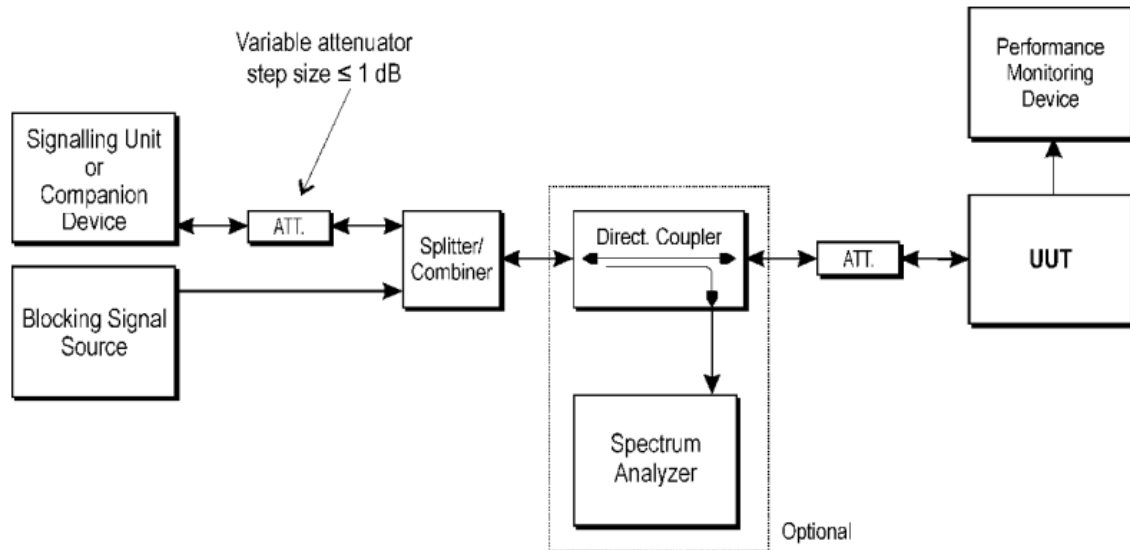 Variable attenuator
step size ≤ 1 dB
Performance
Monitoring
Device
Signalling Unit
or
Companion
Device
ATT.
Splitter/
Combiner
Direct. Coupler
ATT.
UUT
Blocking Signal
Source
Spectrum
Analyzer
Optional